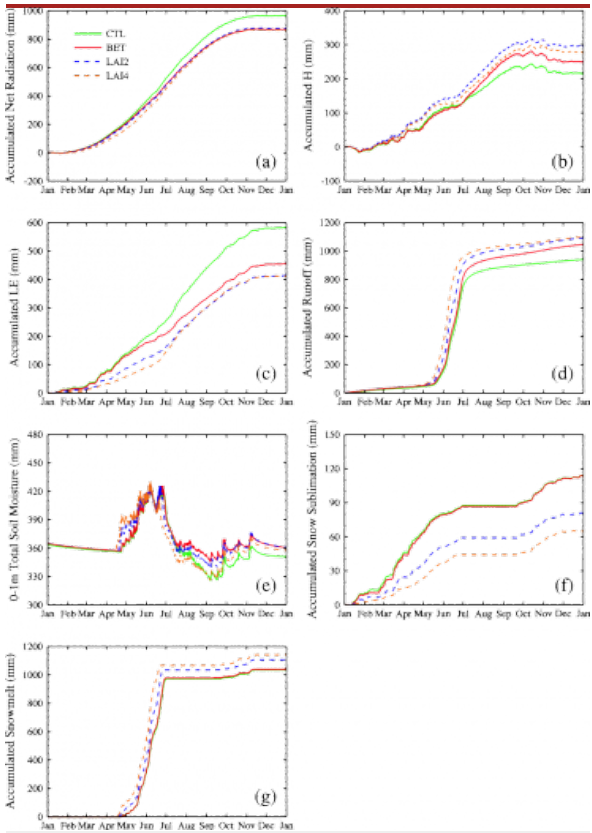 1000
800
600
400
200
0
-200
Accumulated Net Radiation (mm)
CTL
BET
LAI2
LAI4
(a)
Jan Feb Mar Apr May Jun Jul Aug Sep Oct Nov Dec Jan
400
300
200
100
0
-100
Accumulated H (mm)
(b)
Jan Feb Mar Apr May Jun Jul Aug Sep Oct Nov Dec Jan
600
500
400
300
200
100
0
Accumulated LE (mm)
(c)
Jan Feb Mar Apr May Jun Jul Aug Sep Oct Nov Dec Jan
1200
1000
800
600
400
200
0
Accumulated Runoff (mm)
(d)
Jan Feb Mar Apr May Jun Jul Aug Sep Oct Nov Dec Jan
480
450
420
390
360
330
300
0-1m Total Soil Moisture (mm)
(e)
Jan Feb Mar Apr May Jun Jul Aug Sep Oct Nov Dec Jan
150
120
90
60
30
0
Accumulated Snow Sublimation (mm)
(f)
Jan Feb Mar Apr May Jun Jul Aug Sep Oct Nov Dec Jan
1200
1000
800
600
400
200
0
Accumulated Snowmelt (mm)
(g)
Jan Feb Mar Apr May Jun Jul Aug Sep Oct Nov Dec Jan